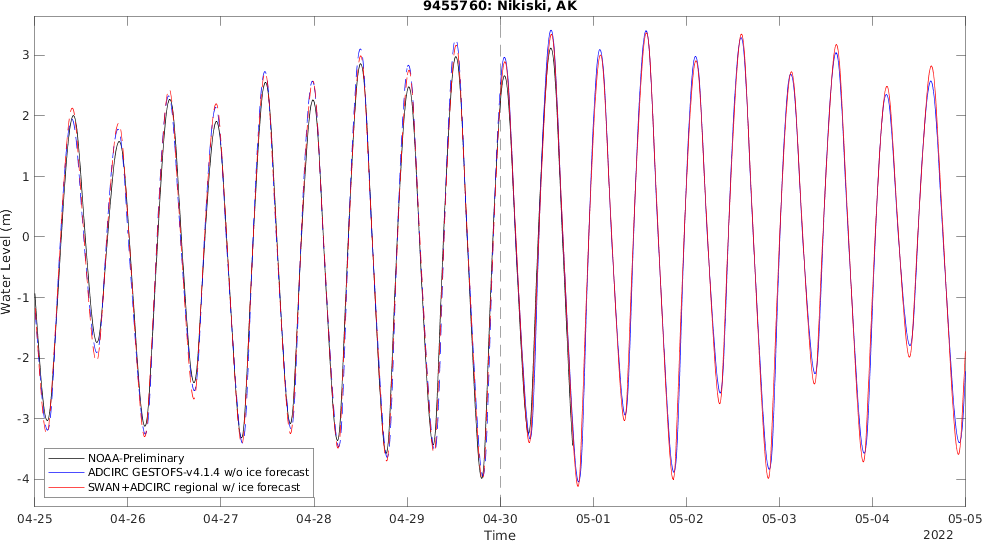 9455760: Nikiski, AK
Water Level (m)
3
2
1
0
-1
-2
-3
-4
NOAA-Preliminary
ADCIRC GESTOFS-v4.1.4 w/o ice forecast
SWAN+ADCIRC regional w/ ice forecast
04-25 04-26 04-27 04-28 04-29 04-30 05-01 05-02 05-03 05-04 05-05
Time
2022